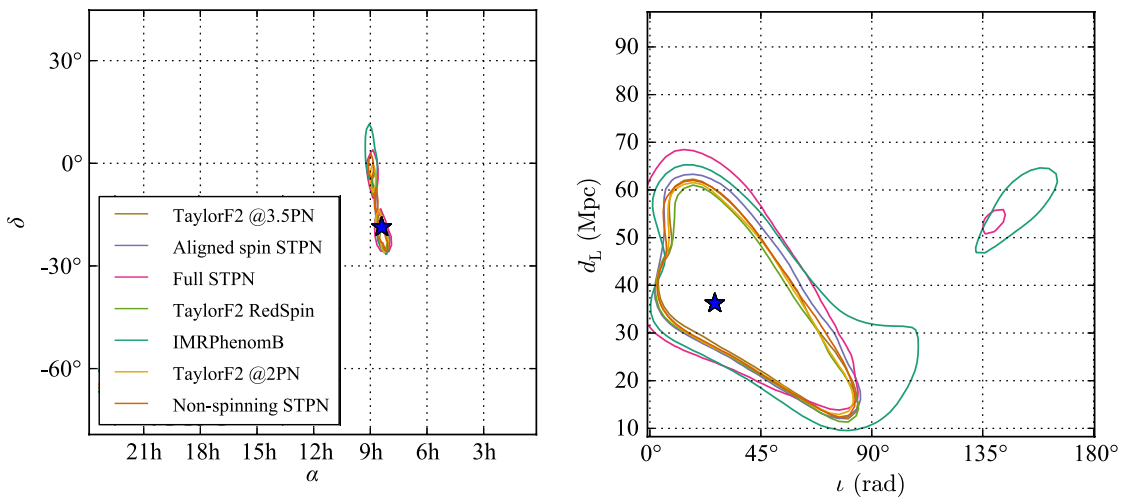 30°
0°
-30°
-60°
δ
TaylorF2 @3.5PN
Aligned spin STPN
Full STPN
TaylorF2 RedSpin
IMRPhenomB
TaylorF2 @2PN
Non-spinning STPN
21h 18h 15h 12h 9h 6h 3h
α
90
80
70
60
50
40
30
20
10
d_L (Mpc)
0° 45° 90° 135° 180°
ι (rad)